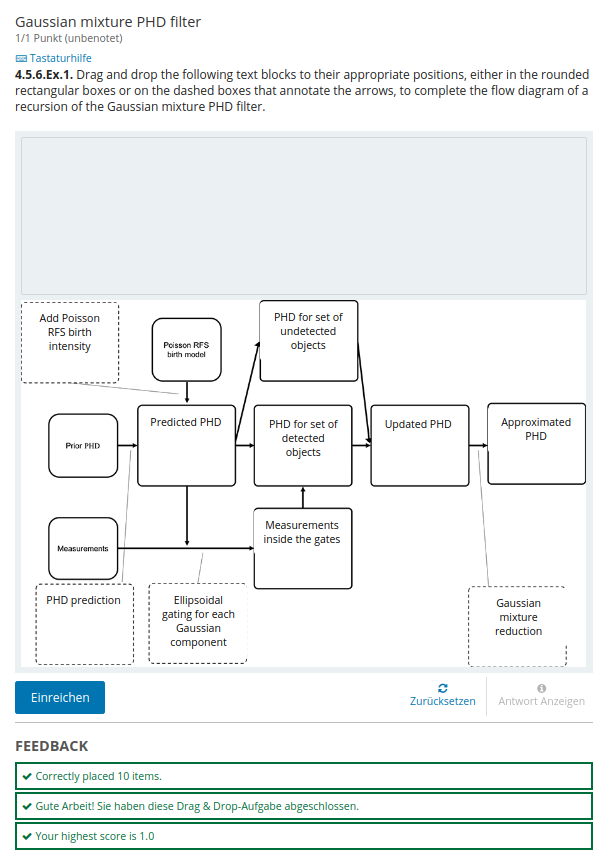 Gaussian mixture PHD filter
1/1 Punkt (unbenotet)
Tastaturhilfe
4.5.6.Ex.1. Drag and drop the following text blocks to their appropriate positions, either in the rounded
rectangular boxes or on the dashed boxes that annotate the arrows, to complete the flow diagram of a
recursion of the Gaussian mixture PHD filter.
Add Poisson
RFS birth
intensity
Poisson RFS
birth model
PHD for set of
undetected
objects
Prior PHD
Predicted PHD
PHD for set of
detected
objects
Updated PHD
Approximated
PHD
Measurements
Measurements
inside the gates
PHD prediction
Ellipsoidal
gating for each
Gaussian
component
Gaussian
mixture
reduction
Einreichen
Zurücksetzen
Antwort Anzeigen
FEEDBACK
Correctly placed 10 items.
Gute Arbeit! Sie haben diese Drag & Drop-Aufgabe abgeschlossen.
Your highest score is 1.0